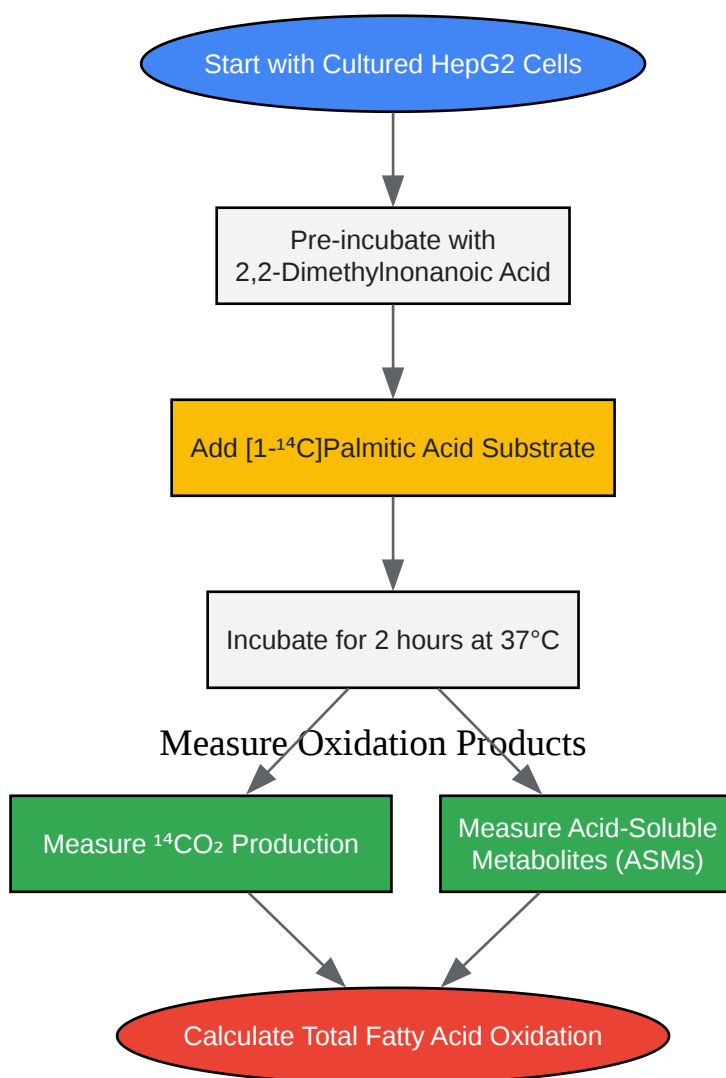 Start with Cultured HepG2 Cells
Pre-incubate with
2,2-Dimethylnonanoic Acid
Add [1-¹⁴C]Palmitic Acid Substrate
Incubate for 2 hours at 37°C
Measure Oxidation Products
Measure ¹⁴CO₂ Production
Measure Acid-Soluble
Metabolites (ASMs)
Calculate Total Fatty Acid Oxidation